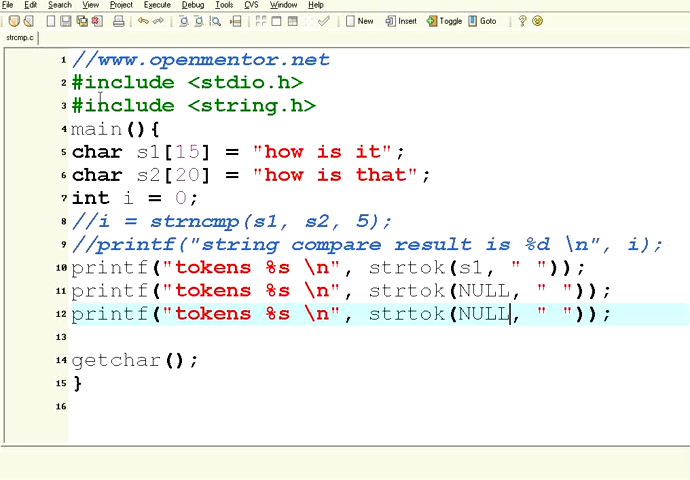 File Edit Search View Project Execute Debug Tools CVS Window Help
New Insert Toggle Goto
strcmp.c
1 //www.openmentor.net
2 #include <stdio.h>
3 #include <string.h>
4 main(){
5 char s1[15] = "how is it";
6 char s2[20] = "how is that";
7 int i = 0;
8 //i = strncmp(s1, s2, 5);
9 //printf("string compare result is %d \n", i);
10 printf("tokens %s \n", strtok(s1, " "));
11 printf("tokens %s \n", strtok(NULL, " "));
12 printf("tokens %s \n", strtok(NULL, " "));
13
14 getchar();
15 }
16